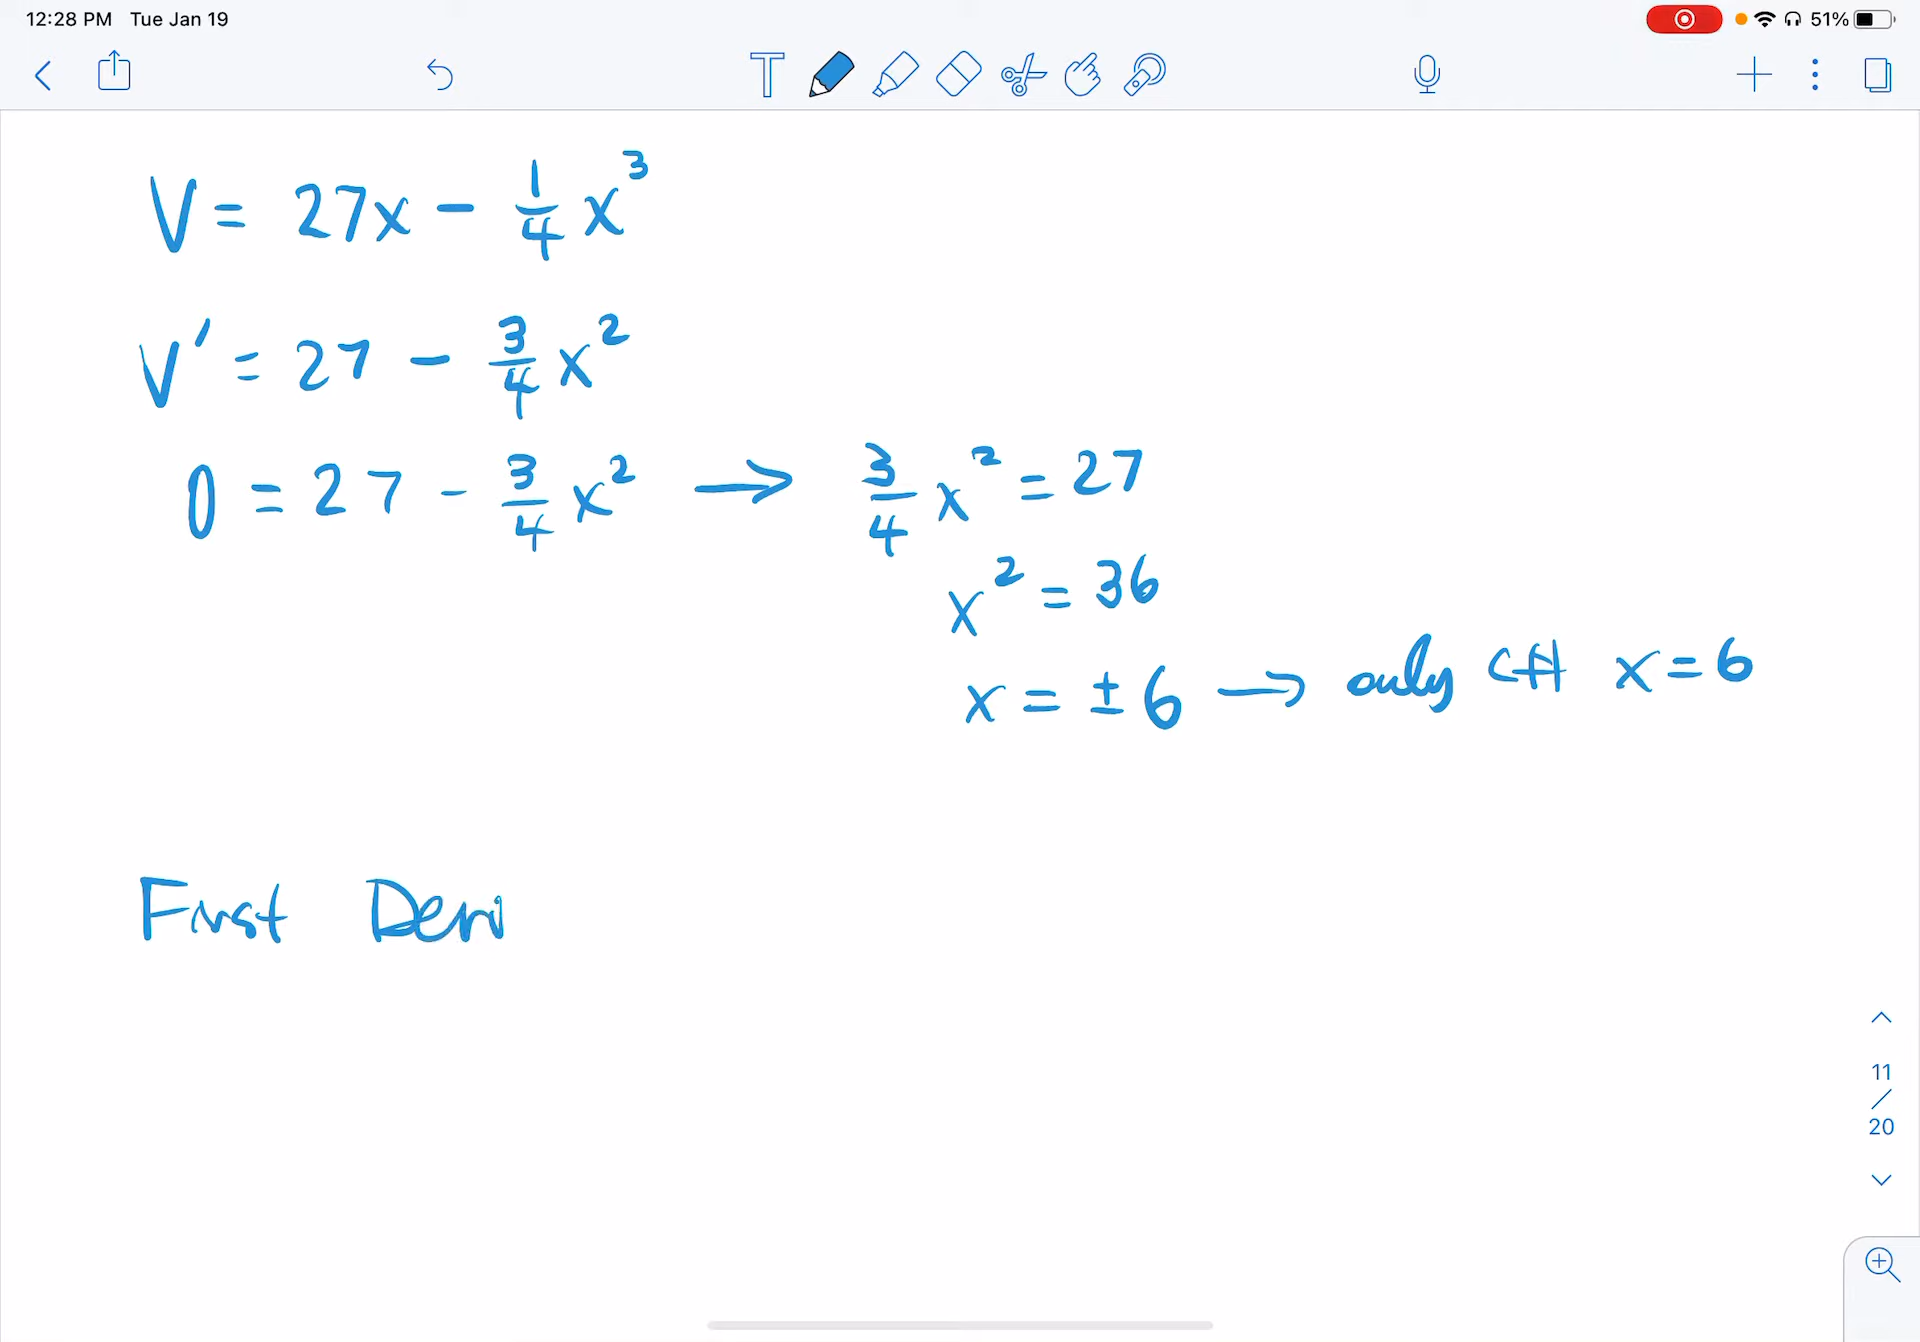 12:28 PM Tue Jan 19 51%
T
V = 27x - 1/4 x³
V' = 27 - 3/4 x²
0 = 27 - 3/4 x² → 3/4 x² = 27
x² = 36
x = ± 6 → only C# x = 6
First Deri
11
/
20